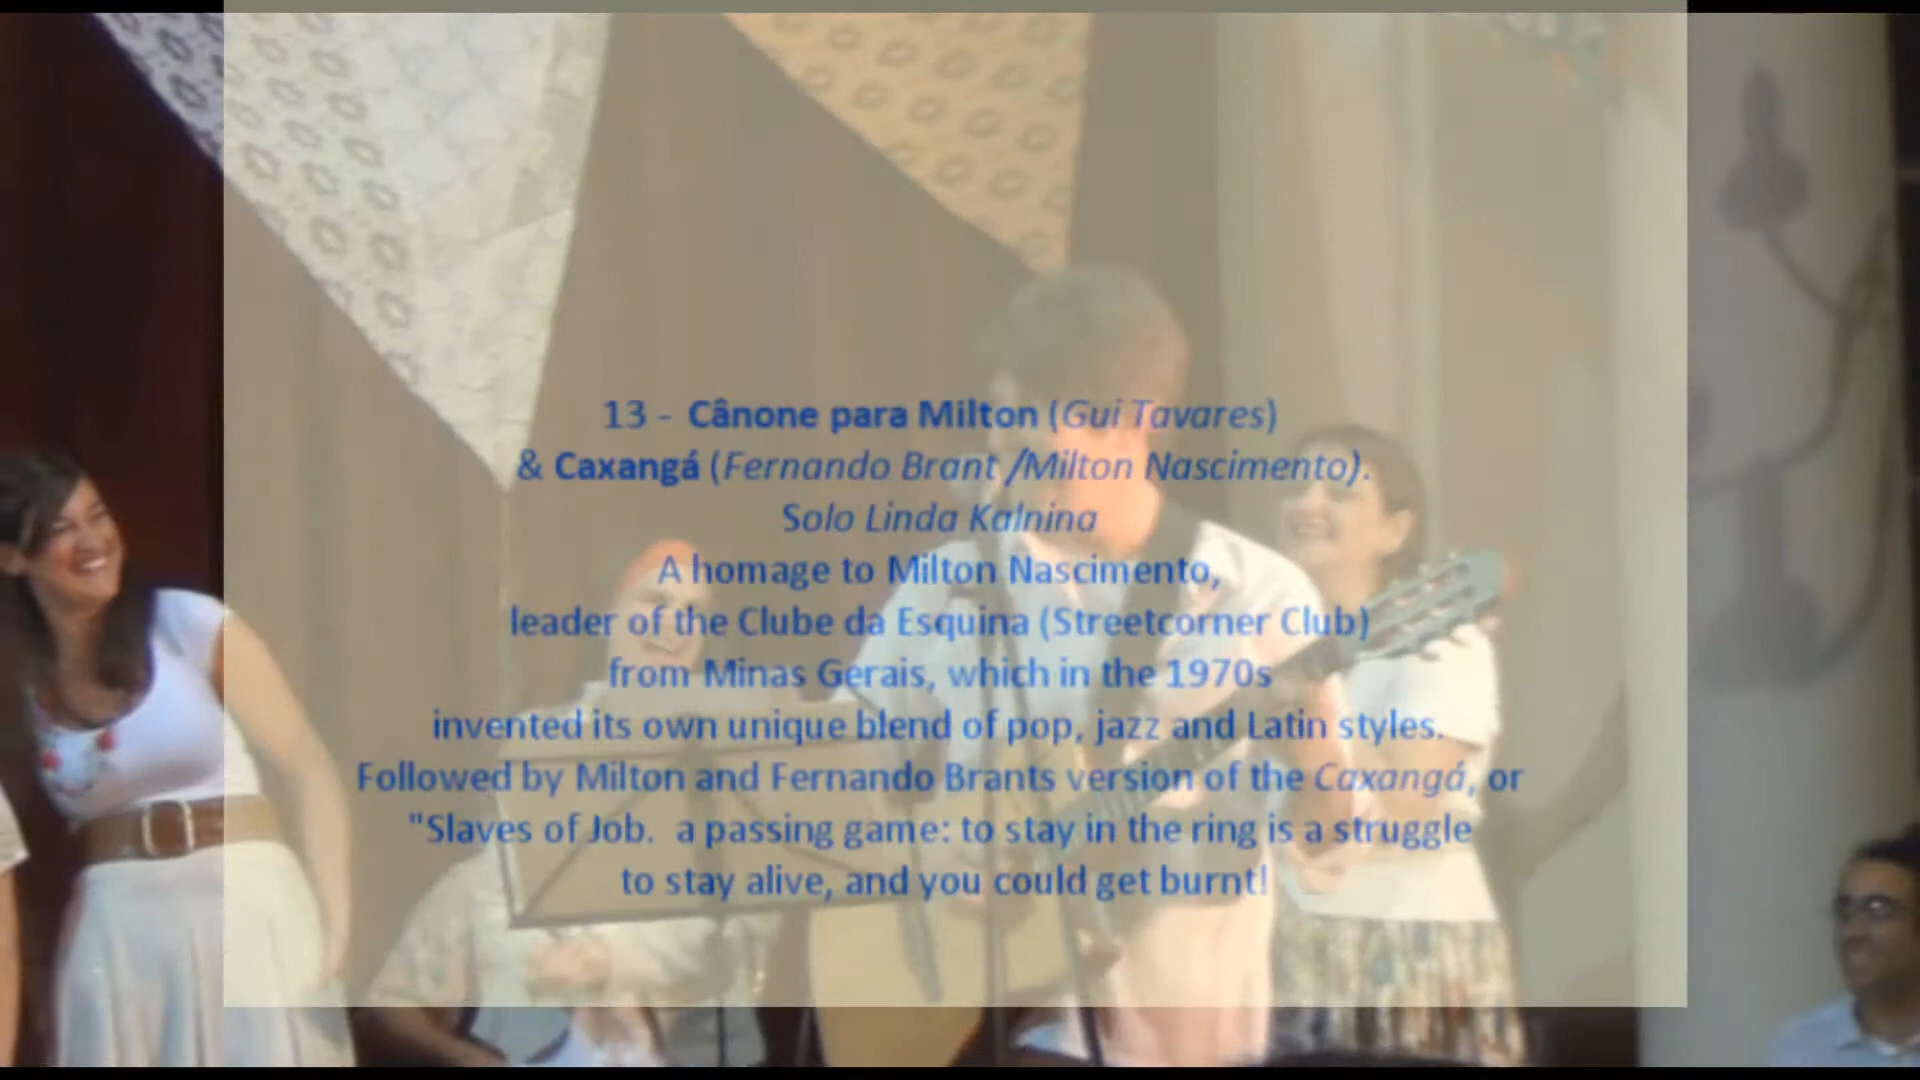 13 - Cânone para Milton (Gui Tavares)
& Caxangá (Fernando Brant /Milton Nascimento).
Solo Linda Kalnina
A homage to Milton Nascimento,
leader of the Clube da Esquina (Streetcorner Club)
from Minas Gerais, which in the 1970s
invented its own unique blend of pop, jazz and Latin styles.
Followed by Milton and Fernando Brants version of the Caxangá, or
"Slaves of Job.  a passing game: to stay in the ring is a struggle
to stay alive, and you could get burnt!